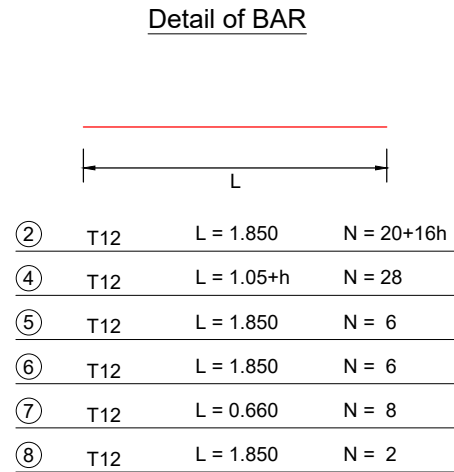 Detail of BAR
L
2 T12 L = 1.850 N = 20+16h
4 T12 L = 1.05+h N = 28
5 T12 L = 1.850 N = 6
6 T12 L = 1.850 N = 6
7 T12 L = 0.660 N = 8
8 T12 L = 1.850 N = 2